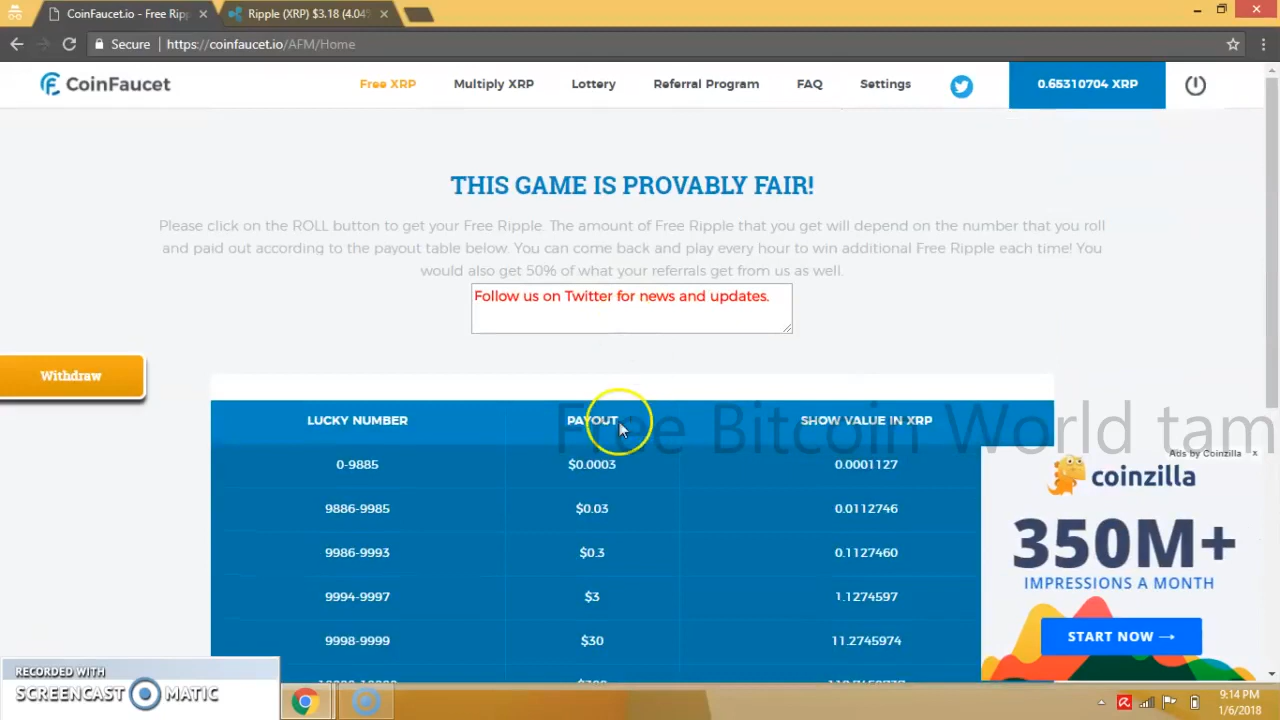 CoinFaucet.io - Free Ripp
Ripple (XRP) $3.18 (4.04%
Secure
https://coinfaucet.io/AFM/Home
CoinFaucet
Free XRP
Multiply XRP
Lottery
Referral Program
FAQ
Settings
0.65310704 XRP
THIS GAME IS PROVABLY FAIR!
Please click on the ROLL button to get your Free Ripple. The amount of Free Ripple that you get will depend on the number that you roll
and paid out according to the payout table below. You can come back and play every hour to win additional Free Ripple each time! You
would also get 50% of what your referrals get from us as well.
Follow us on Twitter for news and updates.
Withdraw
LUCKY NUMBER PAYOUT SHOW VALUE IN XRP
Free Bitcoin World tam
0-9885 $0.0003 0.0001127
9886-9985 $0.03 0.0112746
9986-9993 $0.3 0.1127460
9994-9997 $3 1.1274597
9998-9999 $30 11.2745974
Ads by Coinzilla
coinzilla
350M+
IMPRESSIONS A MONTH
START NOW →
RECORDED WITH
SCREENCAST MATIC
9:14 PM
1/6/2018